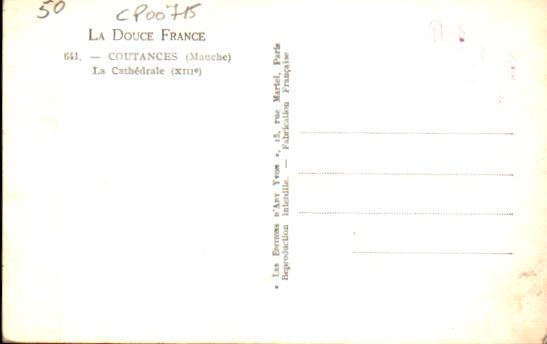 50
CP00715
LA DOUCE FRANCE
641. — COUTANCES (Manche)
La Cathédrale (XIIIe)
« LES EDITIONS D'ART YVON », 15, rue Martel, Paris
Reproduction interdite. — Fabrication Française